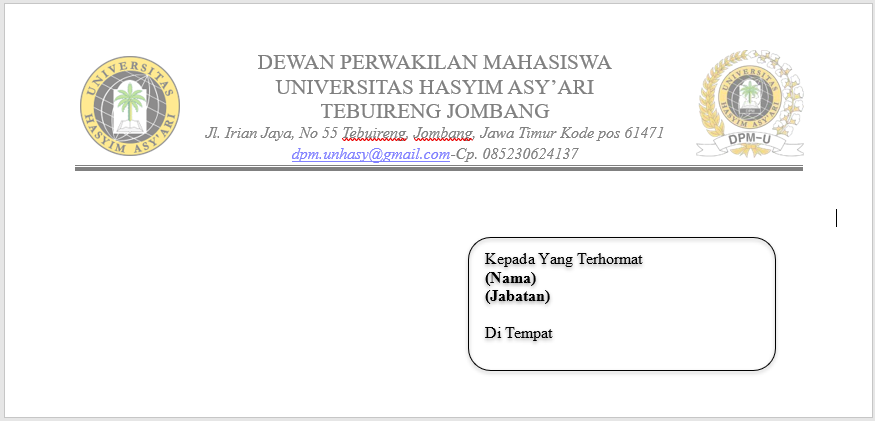 DEWAN PERWAKILAN MAHASISWA
UNIVERSITAS HASYIM ASY'ARI
TEBUIRENG JOMBANG
Jl. Irian Jaya, No 55 Tebuireng, Jombang, Jawa Timur Kode pos 61471
dpm.unhasy@gmail.com-Cp. 085230624137
UNIVERSITAS
HASYIM ASY'ARI
UNIVERSITAS
HASYIM ASY'ARI
DPM-U
Kepada Yang Terhormat
(Nama)
(Jabatan)
Di Tempat